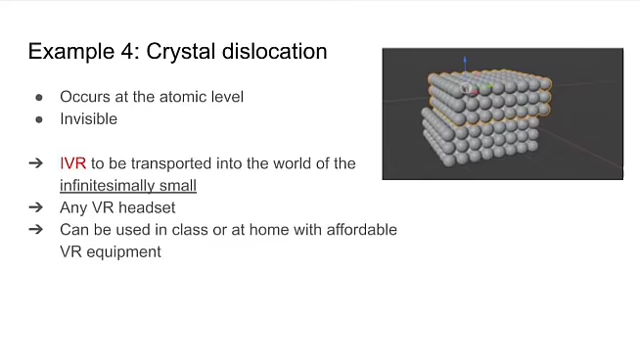 Example 4: Crystal dislocation
● Occurs at the atomic level
● Invisible
➔ IVR to be transported into the world of the
infinitesimally small
➔ Any VR headset
➔ Can be used in class or at home with affordable
VR equipment